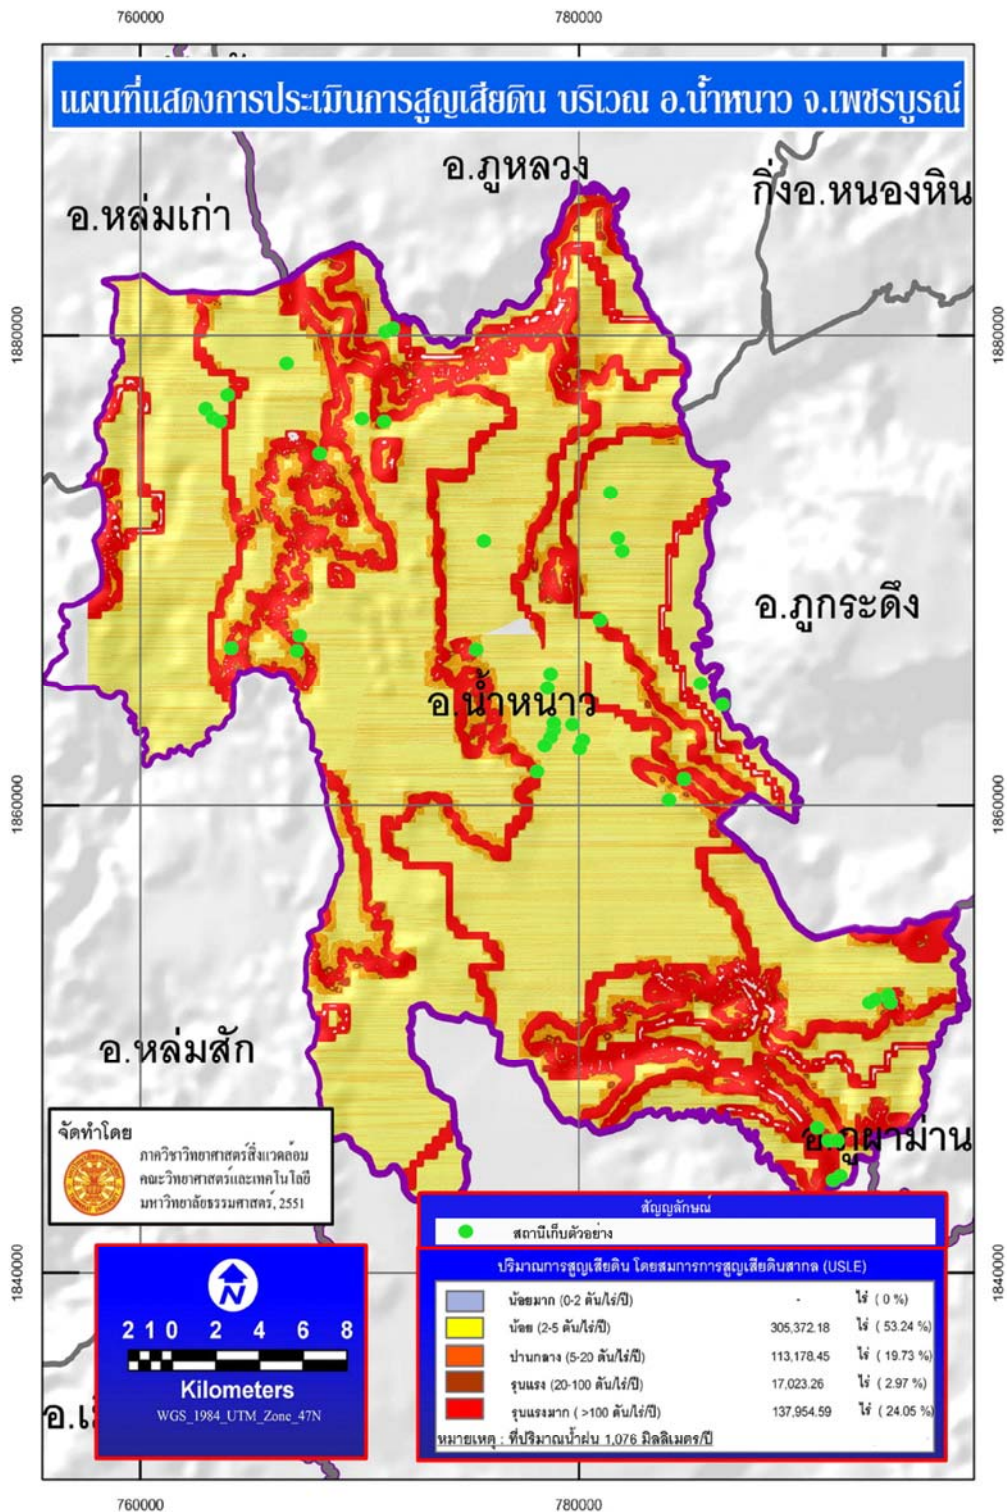 760000 780000
แผนที่แสดงการประเมินการสูญเสียดิน บริเวณ อ.น้ำหนาว จ.เพชรบูรณ์
อ.ภูหลวง
กิ่งอ.หนองหิน
อ.หล่มเก่า
1880000 1880000
อ.ภูกระดึง
อ.น้ำหนาว
1860000 1860000
อ.หล่มสัก
อ.ภูผาม่าน
จัดทำโดย
ภาควิชาวิทยาศาสตร์สิ่งแวดล้อม
คณะวิทยาศาสตร์และเทคโนโลยี
มหาวิทยาลัยธรรมศาสตร์, 2551
สัญญลักษณ์
สถานีเก็บตัวอย่าง
ปริมาณการสูญเสียดิน โดยสมการการสูญเสียดินสากล (USLE)
น้อยมาก (0-2 ตัน/ไร่/ปี) - ไร่ ( 0 %)
น้อย (2-5 ตัน/ไร่/ปี) 305,372.18 ไร่ ( 53.24 %)
ปานกลาง (5-20 ตัน/ไร่/ปี) 113,178.45 ไร่ ( 19.73 %)
รุนแรง (20-100 ตัน/ไร่/ปี) 17,023.26 ไร่ ( 2.97 %)
รุนแรงมาก ( >100 ตัน/ไร่/ปี) 137,954.59 ไร่ ( 24.05 %)
หมายเหตุ : ที่ปริมาณน้ำฝน 1,076 มิลลิเมตร/ปี
1840000 1840000
N
2 1 0 2 4 6 8
Kilometers
WGS_1984_UTM_Zone_47N
760000 780000